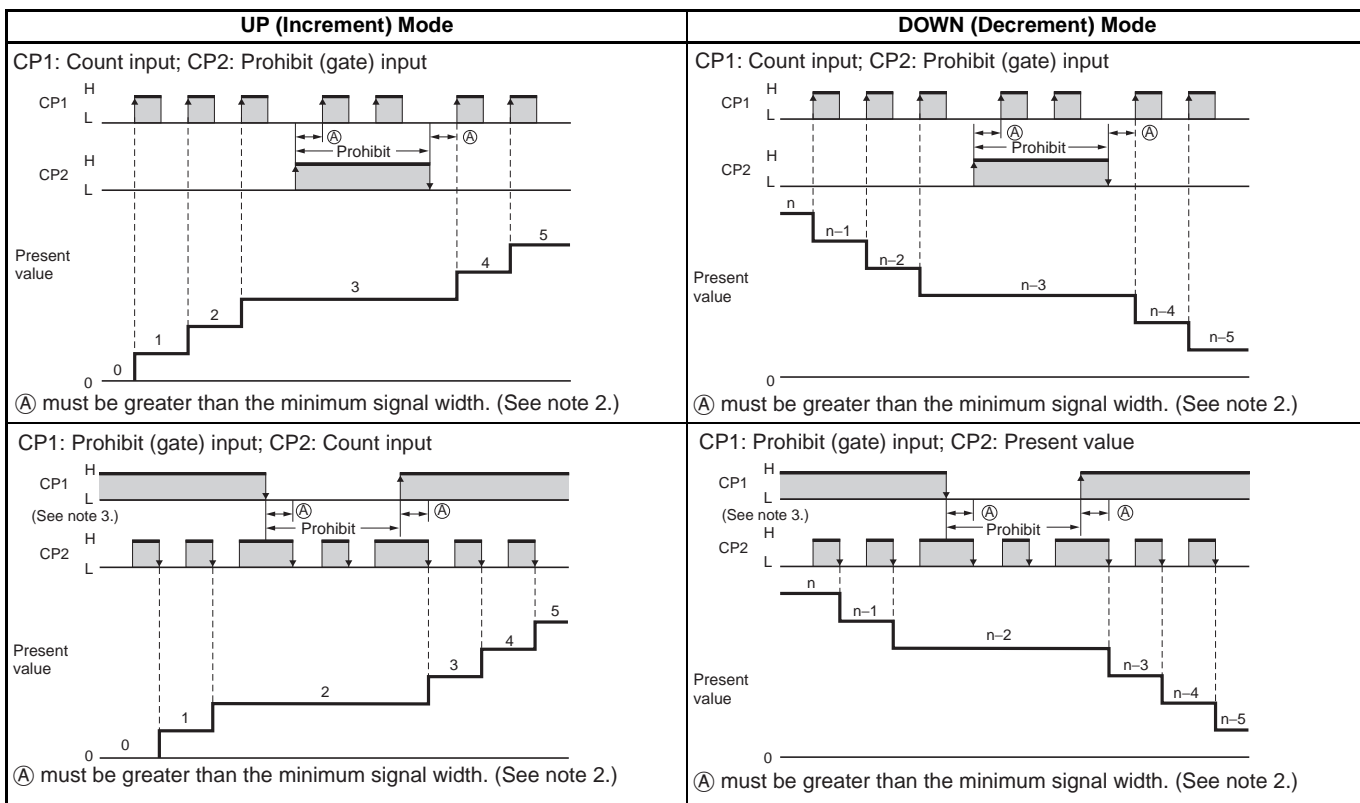 UP (Increment) Mode
DOWN (Decrement) Mode
CP1: Count input; CP2: Prohibit (gate) input
CP1
H
L
Ⓐ
Ⓐ
Prohibit
CP2
H
L
Present
value
0
0
1
2
3
4
5
Ⓐ must be greater than the minimum signal width. (See note 2.)
CP1: Count input; CP2: Prohibit (gate) input
CP1
H
L
Ⓐ
Ⓐ
Prohibit
CP2
H
L
Present
value
n
n–1
n–2
n–3
n–4
n–5
0
Ⓐ must be greater than the minimum signal width. (See note 2.)
CP1: Prohibit (gate) input; CP2: Count input
CP1
H
L
(See note 3.)
Ⓐ
Ⓐ
Prohibit
CP2
H
L
Present
value
0
0
1
2
3
4
5
Ⓐ must be greater than the minimum signal width. (See note 2.)
CP1: Prohibit (gate) input; CP2: Present value
CP1
H
L
(See note 3.)
Ⓐ
Ⓐ
Prohibit
CP2
H
L
Present
value
n
n–1
n–2
n–3
n–4
n–5
0
Ⓐ must be greater than the minimum signal width. (See note 2.)